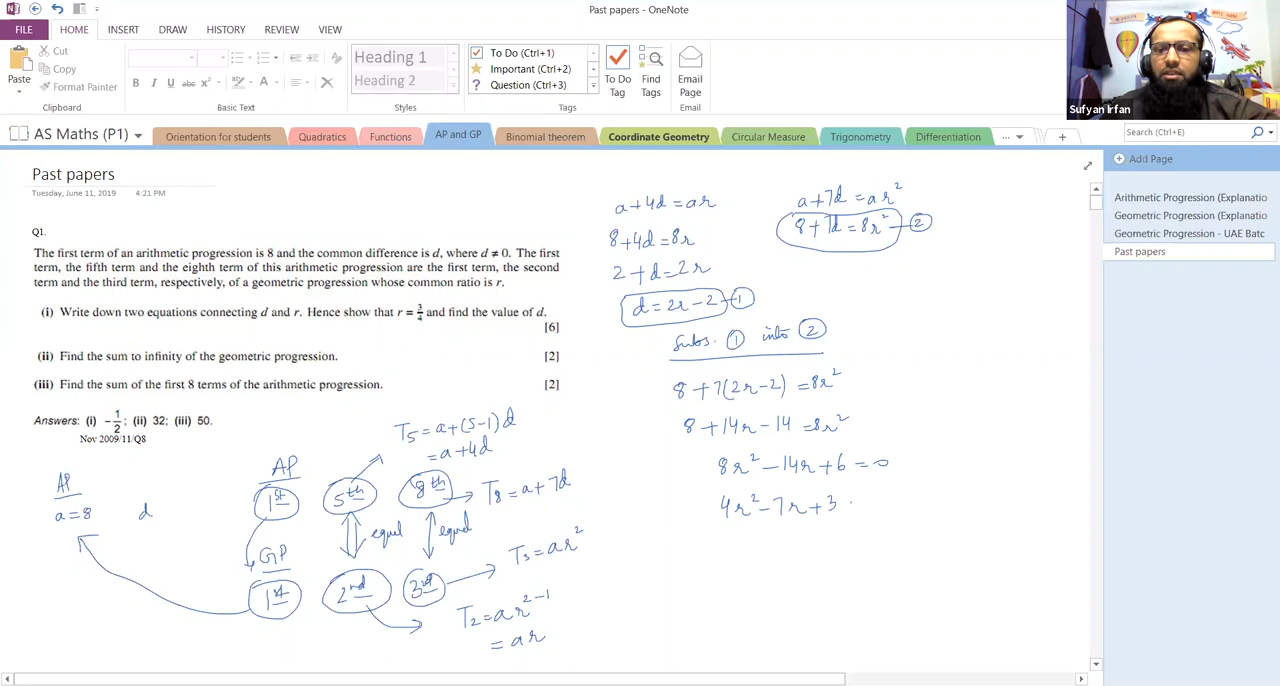 Past papers - OneNote
FILE HOME INSERT DRAW HISTORY REVIEW VIEW
Paste
Cut
Copy
Format Painter
Clipboard
B I U abc x² A
Basic Text
Heading 1
Heading 2
Styles
To Do (Ctrl+1)
Important (Ctrl+2)
Question (Ctrl+3)
To Do Tag
Find Tags
Tags
Email Page
Email
Sufyan Irfan
AS Maths (P1) Orientation for students Quadratics Functions AP and GP Binomial theorem Coordinate Geometry Circular Measure Trigonometry Differentiation ... Search (Ctrl+E)
Add Page
Arithmetic Progression (Explanatio
Geometric Progression (Explanatio
Geometric Progression - UAE Batc
Past papers
Past papers
Tuesday, June 11, 2019 4:21 PM
Q1.
The first term of an arithmetic progression is 8 and the common difference is d, where d ≠ 0. The first
term, the fifth term and the eighth term of this arithmetic progression are the first term, the second
term and the third term, respectively, of a geometric progression whose common ratio is r.
(i) Write down two equations connecting d and r. Hence show that r = 3/4 and find the value of d.
[6]
(ii) Find the sum to infinity of the geometric progression. [2]
(iii) Find the sum of the first 8 terms of the arithmetic progression. [2]
Answers: (i) -1/2; (ii) 32; (iii) 50.
Nov 2009/11/Q8
AP
a=8 d
AP
1st 5th 8th
equal equal
GP
1st 2nd 3rd
T5 = a+(5-1)d
= a+4d
T8 = a+7d
T3 = ar²
T2 = ar^2-1
= ar
a+4d = ar
8+4d = 8r
2+d = 2r
d = 2r-2 - 1
a+7d = ar²
8+7d = 8r² - 2
Subs. 1 into 2
8+7(2r-2) = 8r²
8+14r-14 = 8r²
8r²-14r+6 = 0
4r²-7r+3